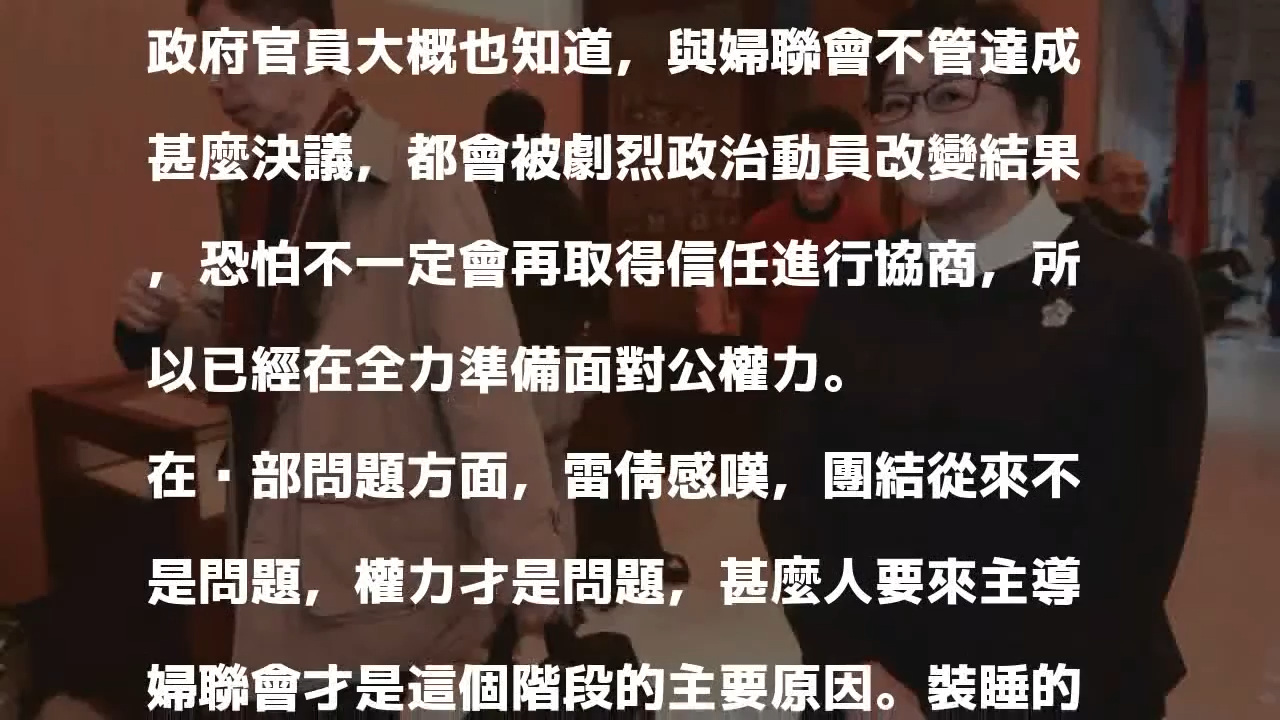 政府官員大概也知道，與婦聯會不管達成
甚麼決議，都會被劇烈政治動員改變結果
，恐怕不一定會再取得信任進行協商，所
以已經在全力準備面對公權力。
在▪部問題方面，雷倩感嘆，團結從來不
是問題，權力才是問題，甚麼人要來主導
婦聯會才是這個階段的主要原因。裝睡的